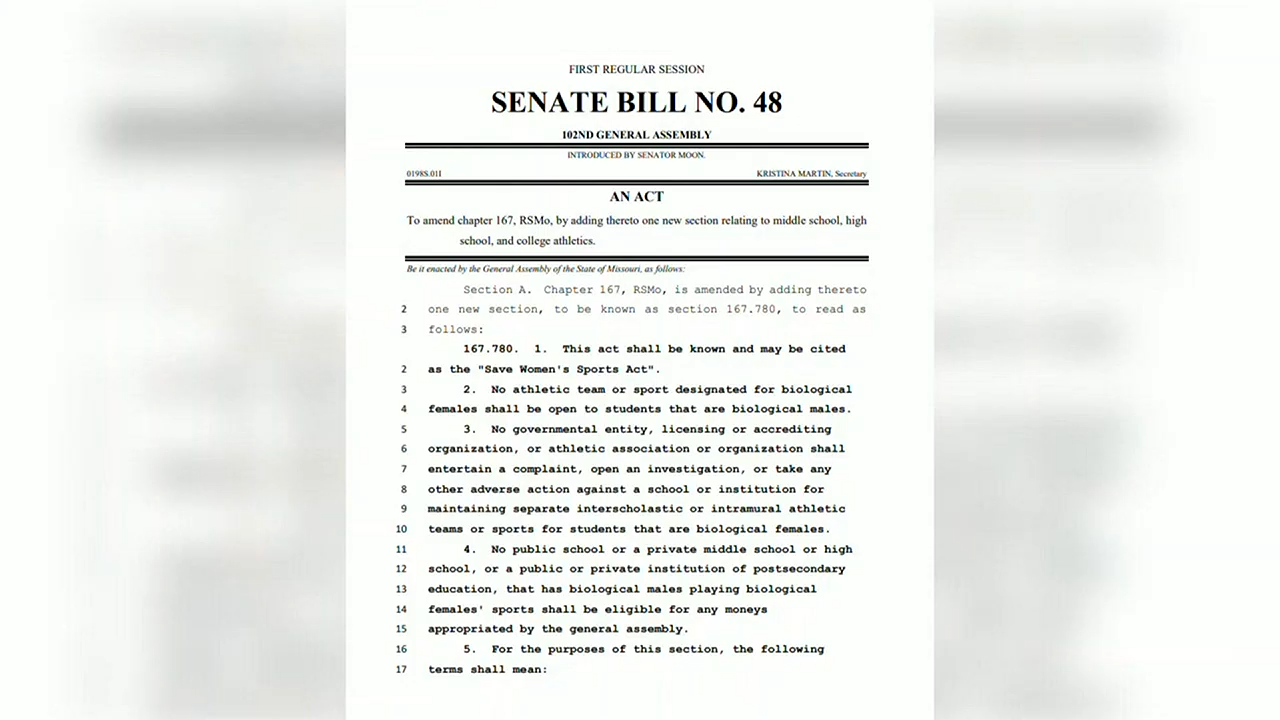 FIRST REGULAR SESSION
SENATE BILL NO. 48
102ND GENERAL ASSEMBLY
INTRODUCED BY SENATOR MOON.
0198S.01I KRISTINA MARTIN, Secretary
AN ACT
To amend chapter 167, RSMo, by adding thereto one new section relating to middle school, high
school, and college athletics.
Be it enacted by the General Assembly of the State of Missouri, as follows:
Section A. Chapter 167, RSMo, is amended by adding thereto
2 one new section, to be known as section 167.780, to read as
3 follows:
167.780. 1. This act shall be known and may be cited
2 as the "Save Women's Sports Act".
3 2. No athletic team or sport designated for biological
4 females shall be open to students that are biological males.
5 3. No governmental entity, licensing or accrediting
6 organization, or athletic association or organization shall
7 entertain a complaint, open an investigation, or take any
8 other adverse action against a school or institution for
9 maintaining separate interscholastic or intramural athletic
10 teams or sports for students that are biological females.
11 4. No public school or a private middle school or high
12 school, or a public or private institution of postsecondary
13 education, that has biological males playing biological
14 females' sports shall be eligible for any moneys
15 appropriated by the general assembly.
16 5. For the purposes of this section, the following
17 terms shall mean: